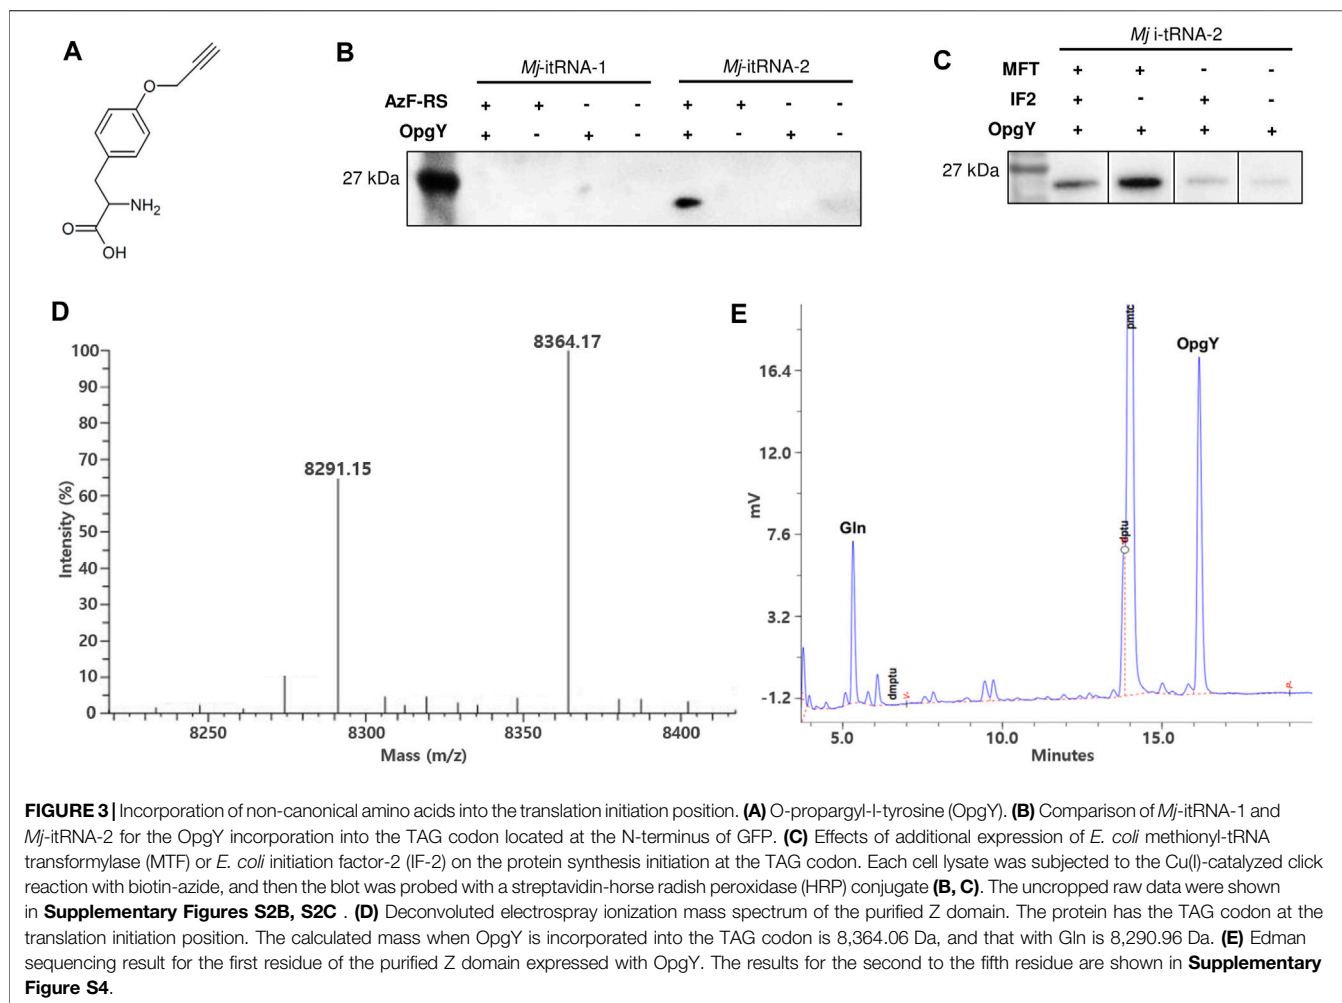 A
O
NH2
O
OH
B
Mj-itRNA-1 Mj-itRNA-2
AzF-RS + + - - + + - -
OpgY + - + - + - + -
27 kDa
C
Mj i-tRNA-2
MFT + + - -
IF2 + - + -
OpgY + + + +
27 kDa
D
8364.17
8291.15
100
90
80
70
60
50
40
30
20
10
0
Intensity (%)
8250 8300 8350 8400
Mass (m/z)
E
pmtc
OpgY
Gln
dptu
dmptu
16.4
12.0
7.6
3.2
-1.2
mV
5.0 10.0 15.0
Minutes
FIGURE 3 | Incorporation of non-canonical amino acids into the translation initiation position. (A) O-propargyl-l-tyrosine (OpgY). (B) Comparison of Mj-itRNA-1 and
Mj-itRNA-2 for the OpgY incorporation into the TAG codon located at the N-terminus of GFP. (C) Effects of additional expression of E. coli methionyl-tRNA
transformylase (MTF) or E. coli initiation factor-2 (IF-2) on the protein synthesis initiation at the TAG codon. Each cell lysate was subjected to the Cu(I)-catalyzed click
reaction with biotin-azide, and then the blot was probed with a streptavidin-horse radish peroxidase (HRP) conjugate (B, C). The uncropped raw data were shown
in Supplementary Figures S2B, S2C . (D) Deconvoluted electrospray ionization mass spectrum of the purified Z domain. The protein has the TAG codon at the
translation initiation position. The calculated mass when OpgY is incorporated into the TAG codon is 8,364.06 Da, and that with Gln is 8,290.96 Da. (E) Edman
sequencing result for the first residue of the purified Z domain expressed with OpgY. The results for the second to the fifth residue are shown in Supplementary
Figure S4.